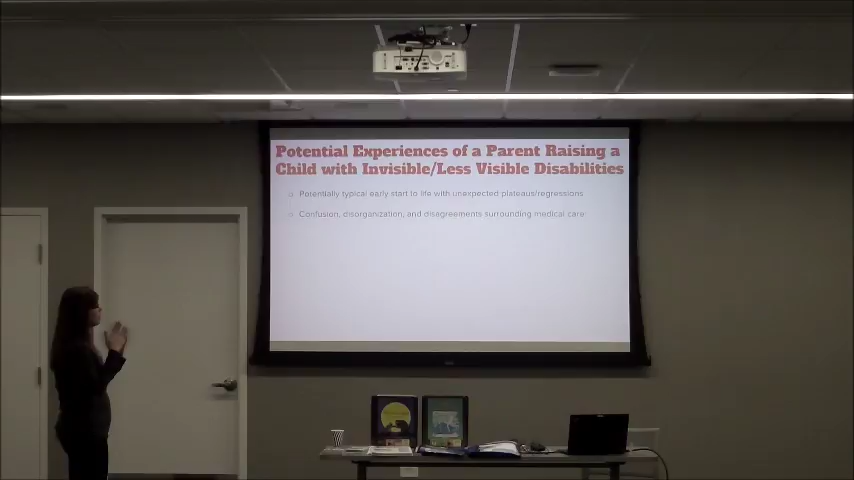 Potential Experiences of a Parent Raising a
Child with Invisible/Less Visible Disabilities
Potentially typical early start to life with unexpected plateaus/regressions
Confusion, disorganization, and disagreements surrounding medical care